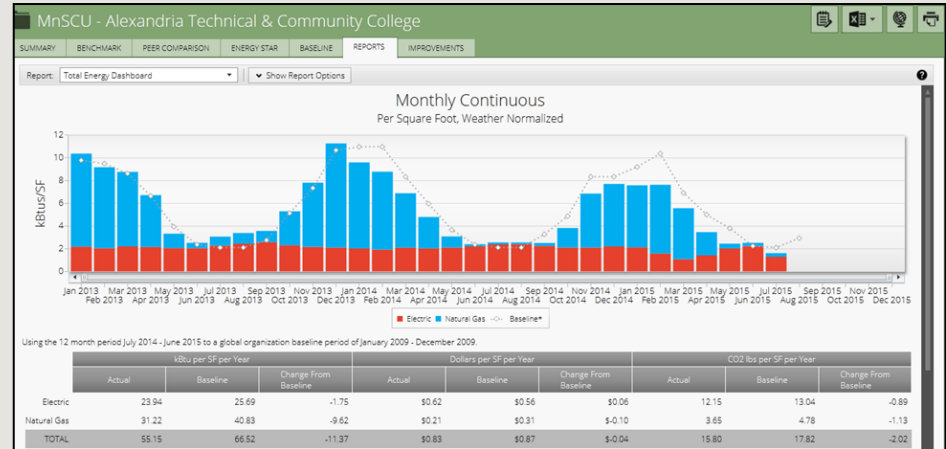 MnSCU - Alexandria Technical & Community College
SUMMARY BENCHMARK PEER COMPARISON ENERGY STAR BASELINE REPORTS IMPROVEMENTS
Report: Total Energy Dashboard Show Report Options
Monthly Continuous
Per Square Foot, Weather Normalized
kBtus/SF
12
10
8
6
4
2
0
Jan 2013 Mar 2013 May 2013 Jul 2013 Sep 2013 Nov 2013 Jan 2014 Mar 2014 May 2014 Jul 2014 Sep 2014 Nov 2014 Jan 2015 Mar 2015 May 2015 Jul 2015 Sep 2015 Nov 2015
Feb 2013 Apr 2013 Jun 2013 Aug 2013 Oct 2013 Dec 2013 Feb 2014 Apr 2014 Jun 2014 Aug 2014 Oct 2014 Dec 2014 Feb 2015 Apr 2015 Jun 2015 Aug 2015 Oct 2015 Dec 2015
Electric Natural Gas Baseline*
Using the 12 month period July 2014 - June 2015 to a global organization baseline period of January 2009 - December 2009.
kBtu per SF per Year Dollars per SF per Year CO2 lbs per SF per Year
Actual Baseline Change From Baseline Actual Baseline Change From Baseline Actual Baseline Change From Baseline
Electric 23.94 25.69 -1.75 $0.62 $0.56 $0.06 12.15 13.04 -0.89
Natural Gas 31.22 40.83 -9.62 $0.21 $0.31 $-0.10 3.65 4.78 -1.13
TOTAL 55.15 66.52 -11.37 $0.83 $0.87 $-0.04 15.80 17.82 -2.02